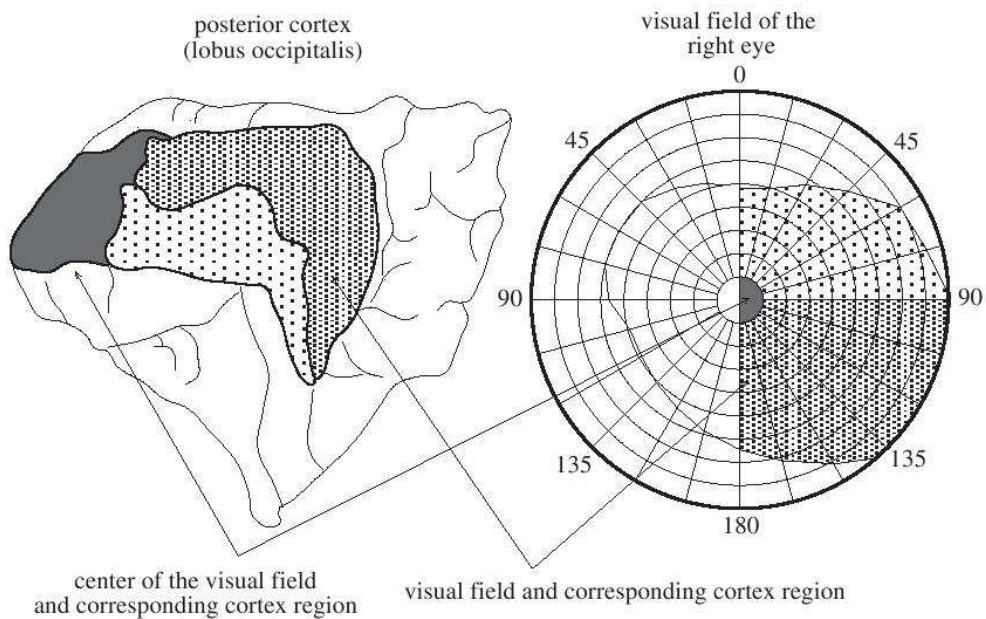 posterior cortex
(lobus occipitalis)
visual field of the
right eye
0
45
45
90
90
135
135
180
center of the visual field
and corresponding cortex region
visual field and corresponding cortex region